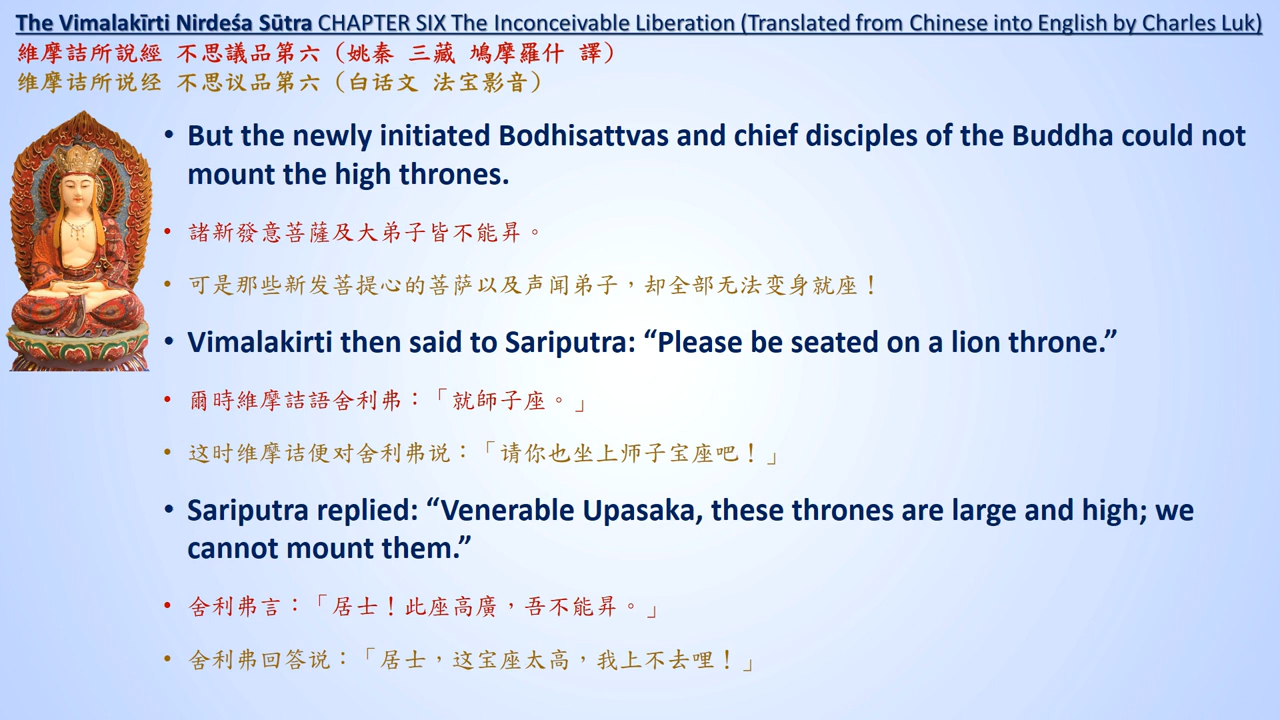 The Vimalakīrti Nirdeśa Sūtra CHAPTER SIX The Inconceivable Liberation (Translated from Chinese into English by Charles Luk)
維摩詰所說經 不思議品第六 (姚秦 三藏 鳩摩羅什 譯)
维摩诘所说经 不思议品第六 (白话文 法宝影音)
• But the newly initiated Bodhisattvas and chief disciples of the Buddha could not
mount the high thrones.
• 諸新發意菩薩及大弟子皆不能昇。
• 可是那些新发菩提心的菩萨以及声闻弟子，却全部无法变身就座！
• Vimalakirti then said to Sariputra: “Please be seated on a lion throne.”
• 爾時維摩詰語舍利弗：「就師子座。」
• 这时维摩诘便对舍利弗说：「请你也坐上师子宝座吧！」
• Sariputra replied: “Venerable Upasaka, these thrones are large and high; we
cannot mount them.”
• 舍利弗言：「居士！此座高廣，吾不能昇。」
• 舍利弗回答说：「居士，这宝座太高，我上不去哩！」